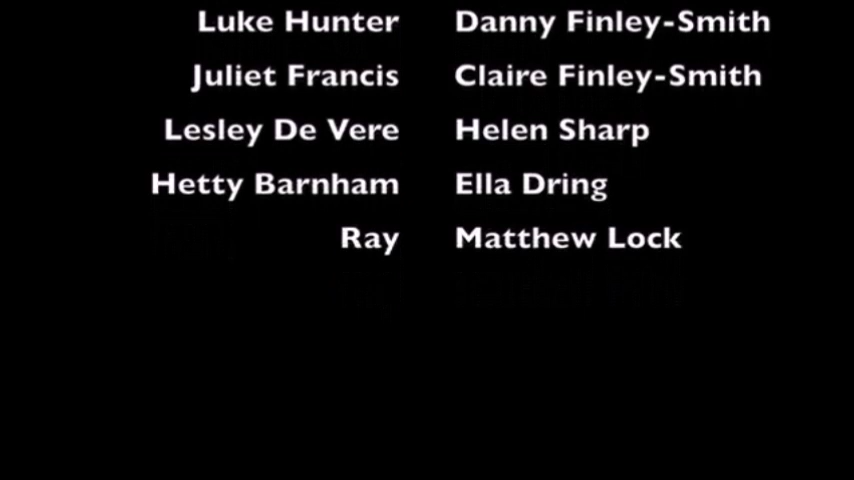 Luke Hunter Danny Finley-Smith
Juliet Francis Claire Finley-Smith
Lesley De Vere Helen Sharp
Hetty Barnham Ella Dring
Ray Matthew Lock